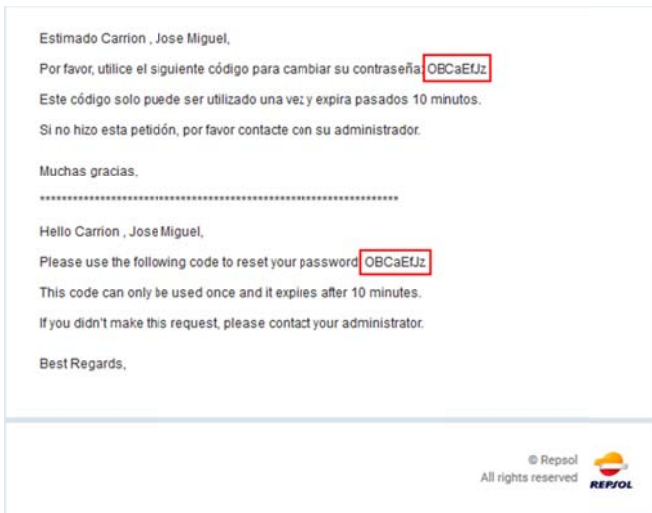 Estimado Carrion , Jose Miguel,
Por favor, utilice el siguiente código para cambiar su contraseña: OBCaEfJz
Este código solo puede ser utilizado una vez y expira pasados 10 minutos.
Si no hizo esta petición, por favor contacte con su administrador.
Muchas gracias,
******************************************************************
Hello Carrion , Jose Miguel,
Please use the following code to reset your password: OBCaEfJz
This code can only be used once and it expires after 10 minutes.
If you didn't make this request, please contact your administrator.
Best Regards,
© Repsol
All rights reserved
REPSOL